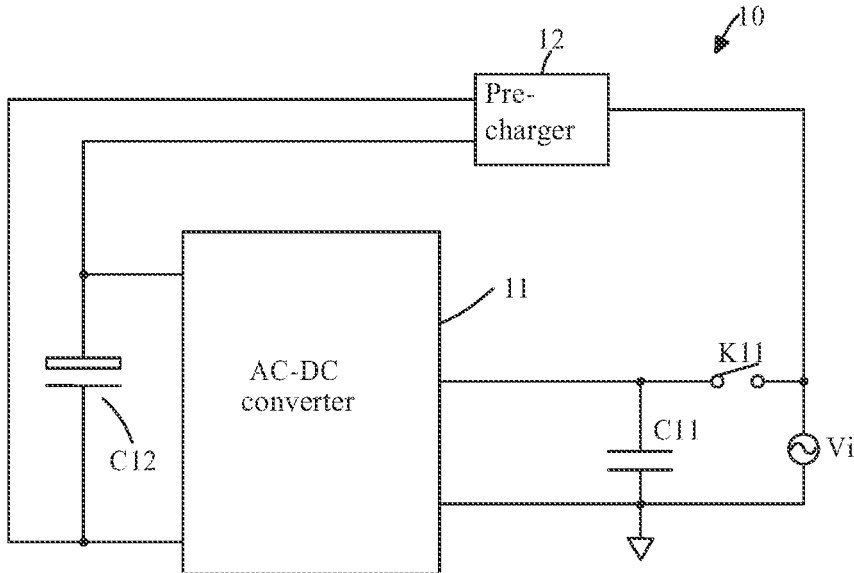 10
12
Pre-
charger
11
AC-DC
converter
K11
C11
Vi
C12